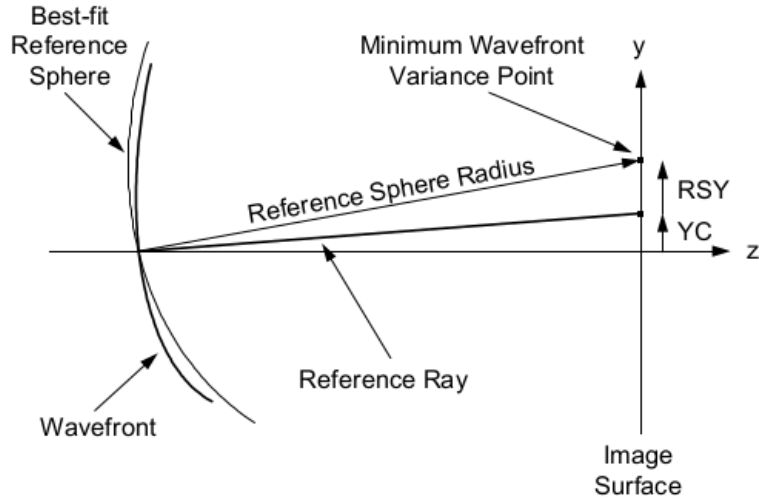 Best-fit
Reference
Sphere
Minimum Wavefront
Variance Point
y
Reference Sphere Radius
RSY
YC
z
Reference Ray
Wavefront
Image
Surface